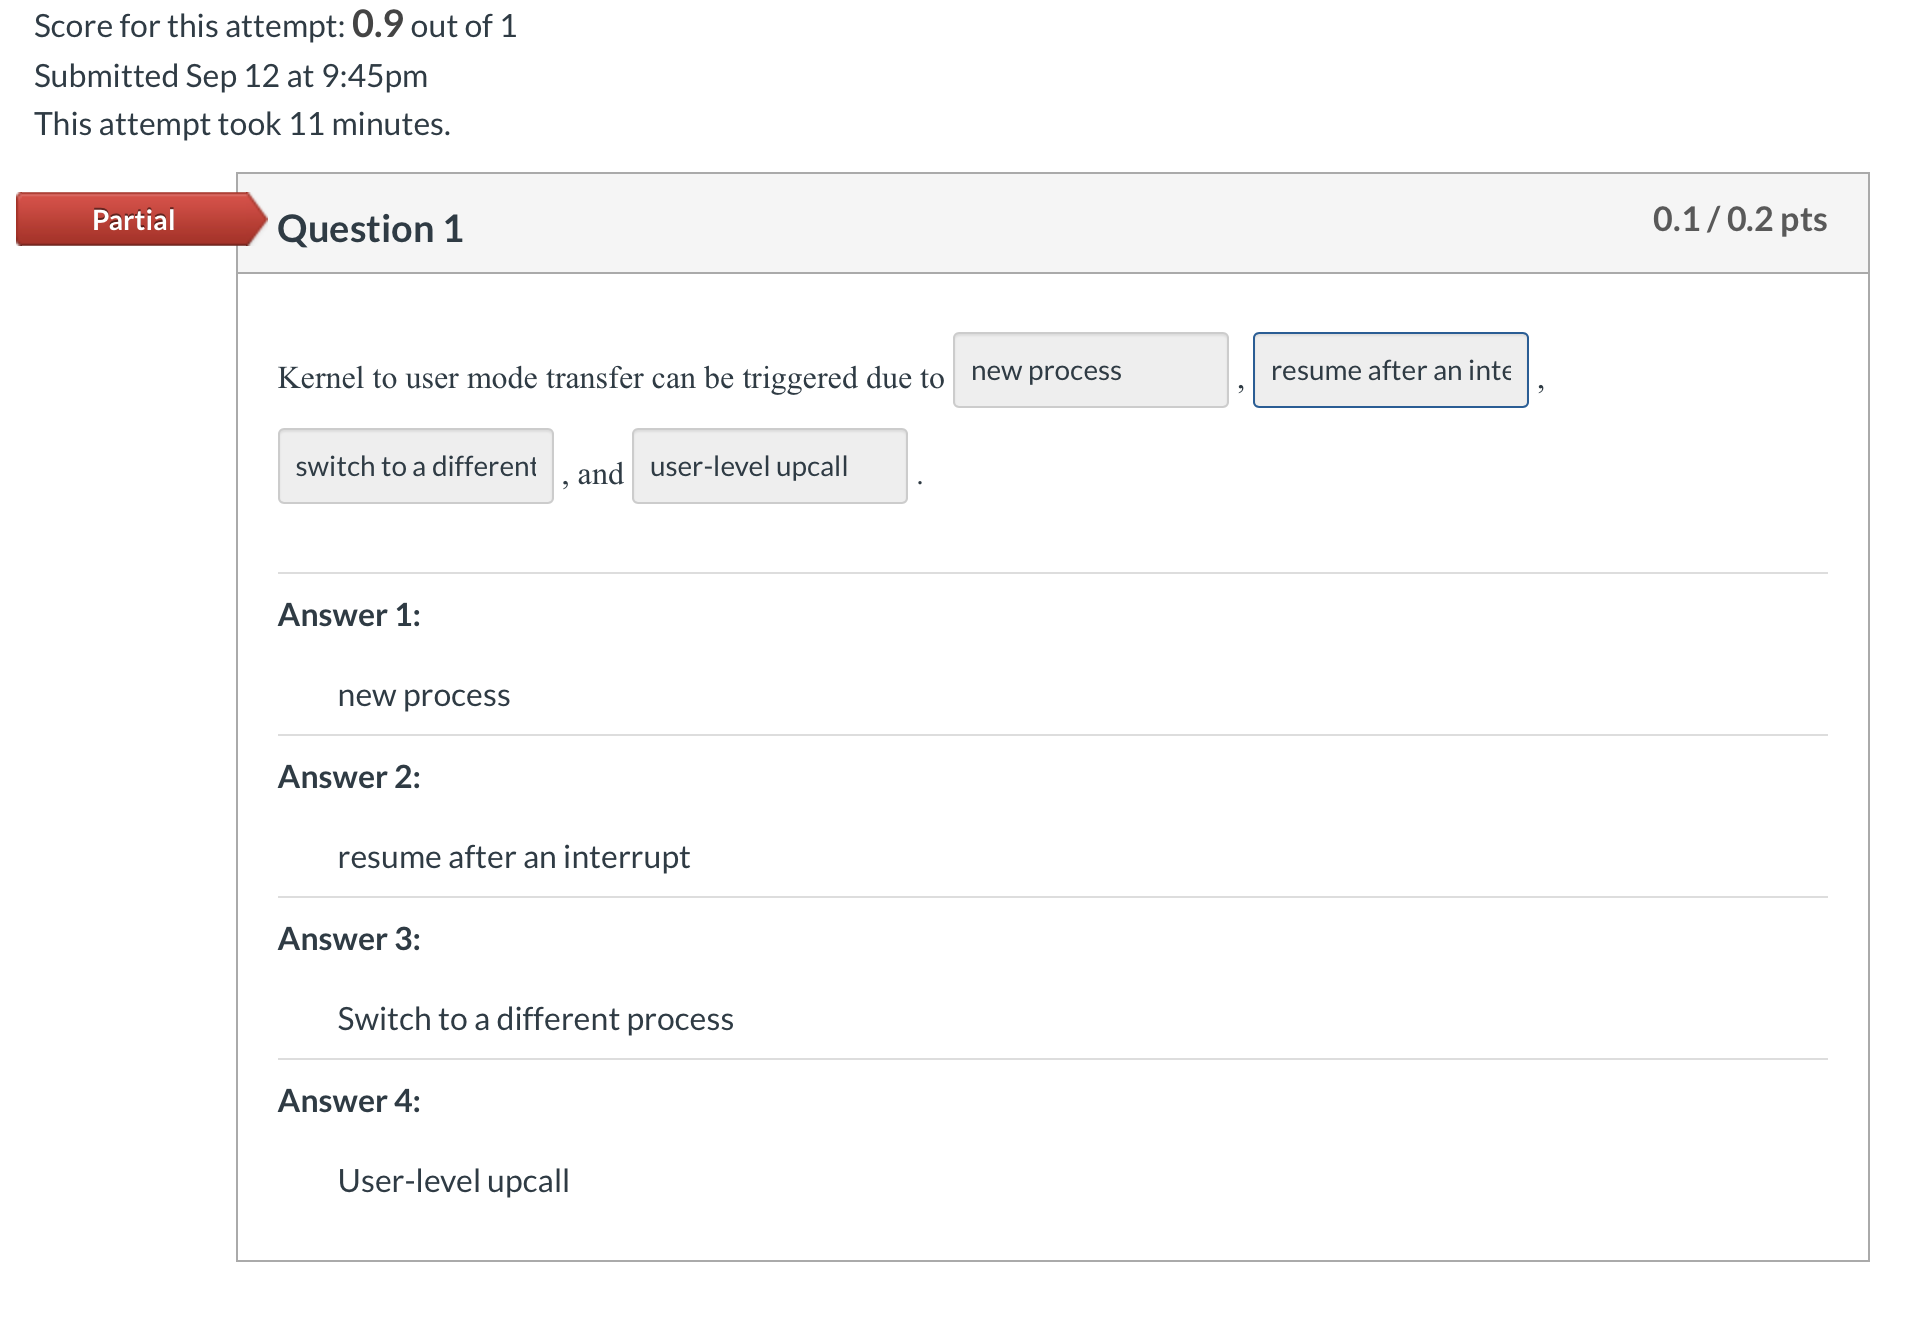 Score for this attempt: 0.9 out of 1
Submitted Sep 12 at 9:45pm
This attempt took 11 minutes.
Partial
Question 1
0.1 / 0.2 pts
Kernel to user mode transfer can be triggered due to new process , resume after an inte ,
switch to a different , and user-level upcall .
Answer 1:
new process
Answer 2:
resume after an interrupt
Answer 3:
Switch to a different process
Answer 4:
User-level upcall